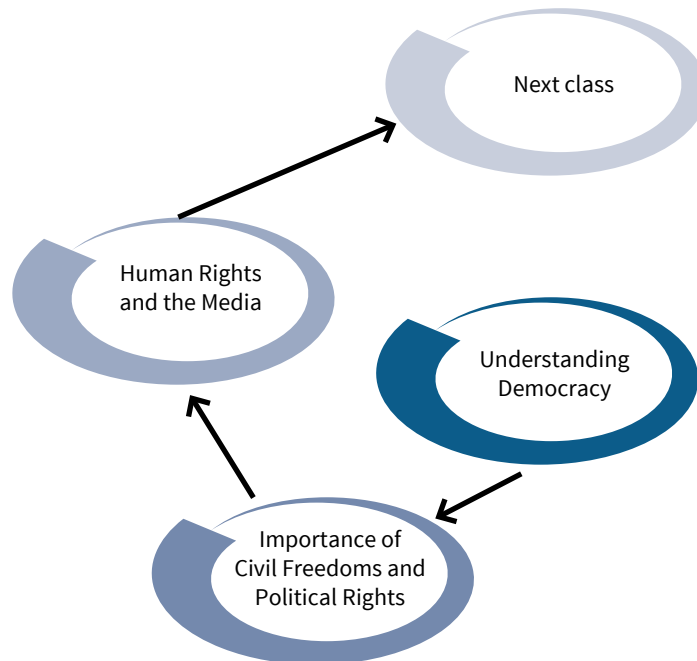 Next class
Human Rights
and the Media
Understanding
Democracy
Importance of
Civil Freedoms and
Political Rights